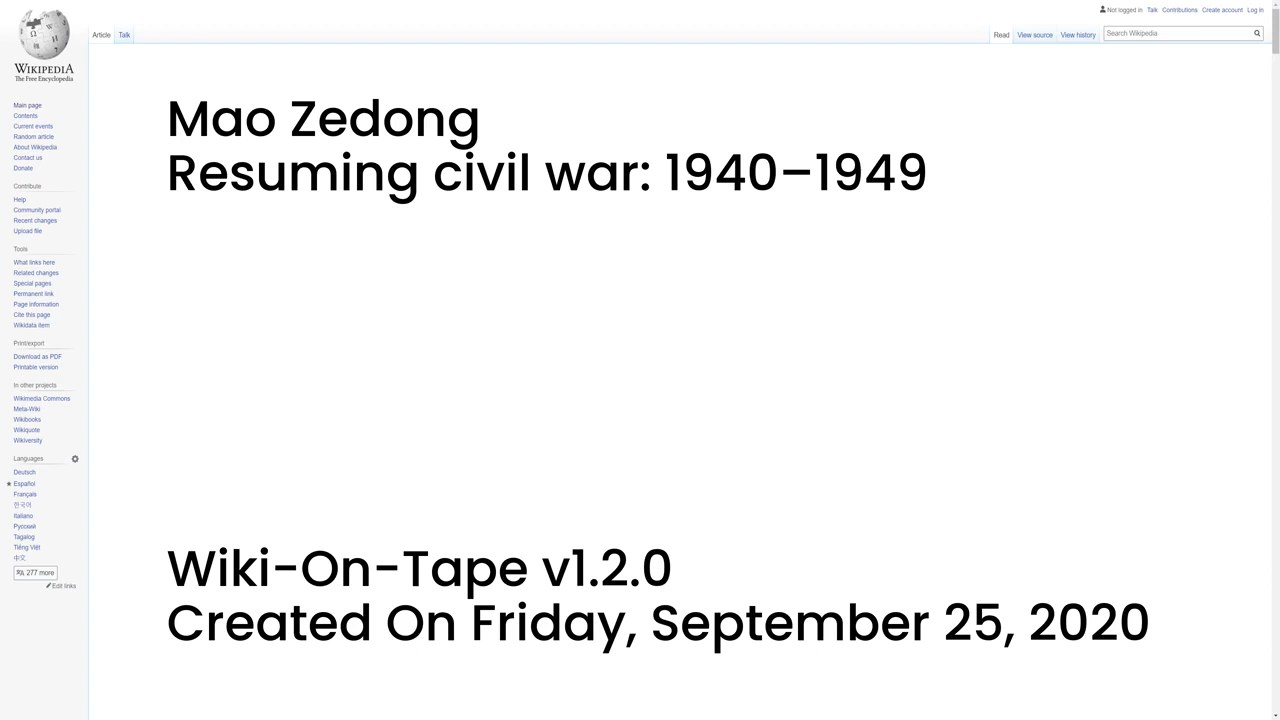 Not logged in Talk Contributions Create account Log in
Article Talk Read View source View history Search Wikipedia
WIKIPEDIA
The Free Encyclopedia
Main page
Contents
Current events
Random article
About Wikipedia
Contact us
Donate
Contribute
Help
Community portal
Recent changes
Upload file
Tools
What links here
Related changes
Special pages
Permanent link
Page information
Cite this page
Wikidata item
Print/export
Download as PDF
Printable version
In other projects
Wikimedia Commons
Meta-Wiki
Wikibooks
Wikiquote
Wikiversity
Languages
Deutsch
Español
Français
한국어
Italiano
Русский
Tagalog
Tiếng Việt
中文
277 more
Edit links
Mao Zedong
Resuming civil war: 1940–1949
Wiki-On-Tape v1.2.0
Created On Friday, September 25, 2020